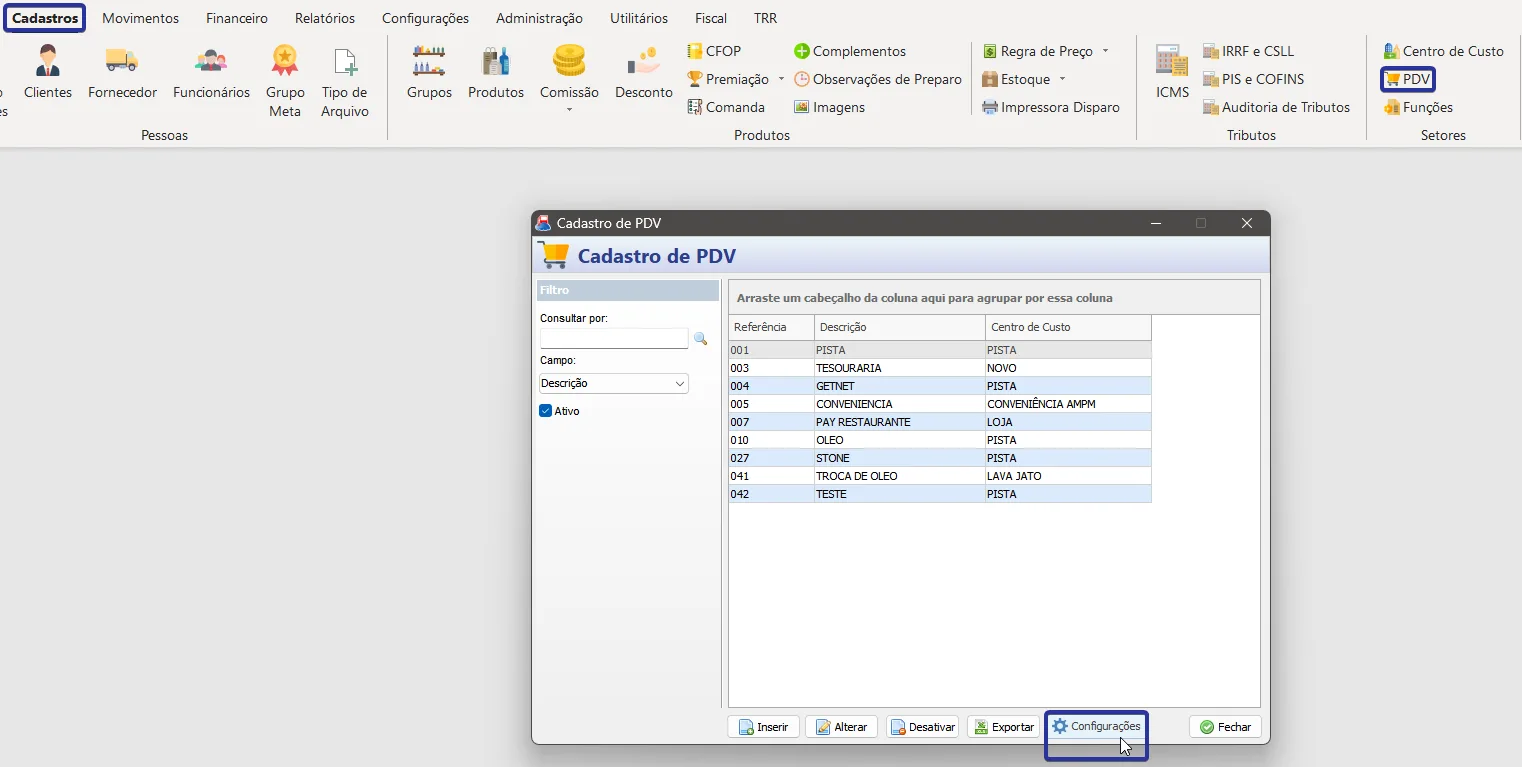 Cadastros Movimentos Financeiro Relatórios Configurações Administração Utilitários Fiscal TRR
Clientes
Fornecedor
Funcionários
Grupo
Meta
Tipo de
Arquivo
Pessoas
Grupos
Produtos
Comissão
Desconto
CFOP
Premiação
Comanda
Complementos
Observações de Preparo
Imagens
Regra de Preço
Estoque
Impressora Disparo
Produtos
ICMS
IRRF e CSLL
PIS e COFINS
Auditoria de Tributos
Tributos
Centro de Custo
PDV
Funções
Setores
Cadastro de PDV
Cadastro de PDV
Filtro
Consultar por:
Campo:
Descrição
Ativo
Arraste um cabeçalho da coluna aqui para agrupar por essa coluna
Referência Descrição Centro de Custo
001 PISTA PISTA
003 TESOURARIA NOVO
004 GETNET PISTA
005 CONVENIENCIA CONVENIÊNCIA AMPM
007 PAY RESTAURANTE LOJA
010 OLEO PISTA
027 STONE PISTA
041 TROCA DE OLEO LAVA JATO
042 TESTE PISTA
Inserir Alterar Desativar Exportar Configurações Fechar